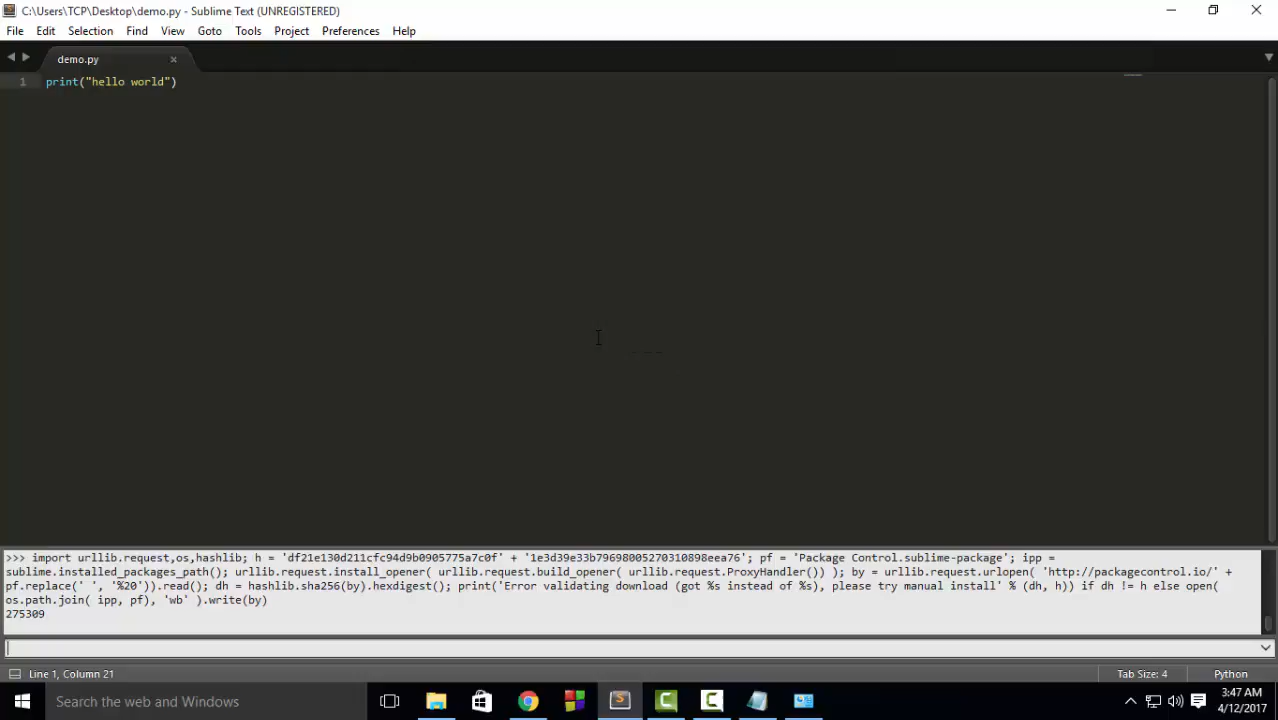 C:\Users\TCP\Desktop\demo.py - Sublime Text (UNREGISTERED)
File Edit Selection Find View Goto Tools Project Preferences Help
demo.py
1 print("hello world")
>>> import urllib.request,os,hashlib; h = 'df21e130d211cfc94d9b0905775a7c0f' + '1e3d39e33b79698005270310898eea76'; pf = 'Package Control.sublime-package'; ipp =
sublime.installed_packages_path(); urllib.request.install_opener( urllib.request.build_opener( urllib.request.ProxyHandler()) ); by = urllib.request.urlopen( 'http://packagecontrol.io/' +
pf.replace(' ', '%20')).read(); dh = hashlib.sha256(by).hexdigest(); print('Error validating download (got %s instead of %s), please try manual install' % (dh, h)) if dh != h else open(
os.path.join( ipp, pf), 'wb' ).write(by)
275309
Line 1, Column 21 Tab Size: 4 Python
Search the web and Windows
3:47 AM
4/12/2017